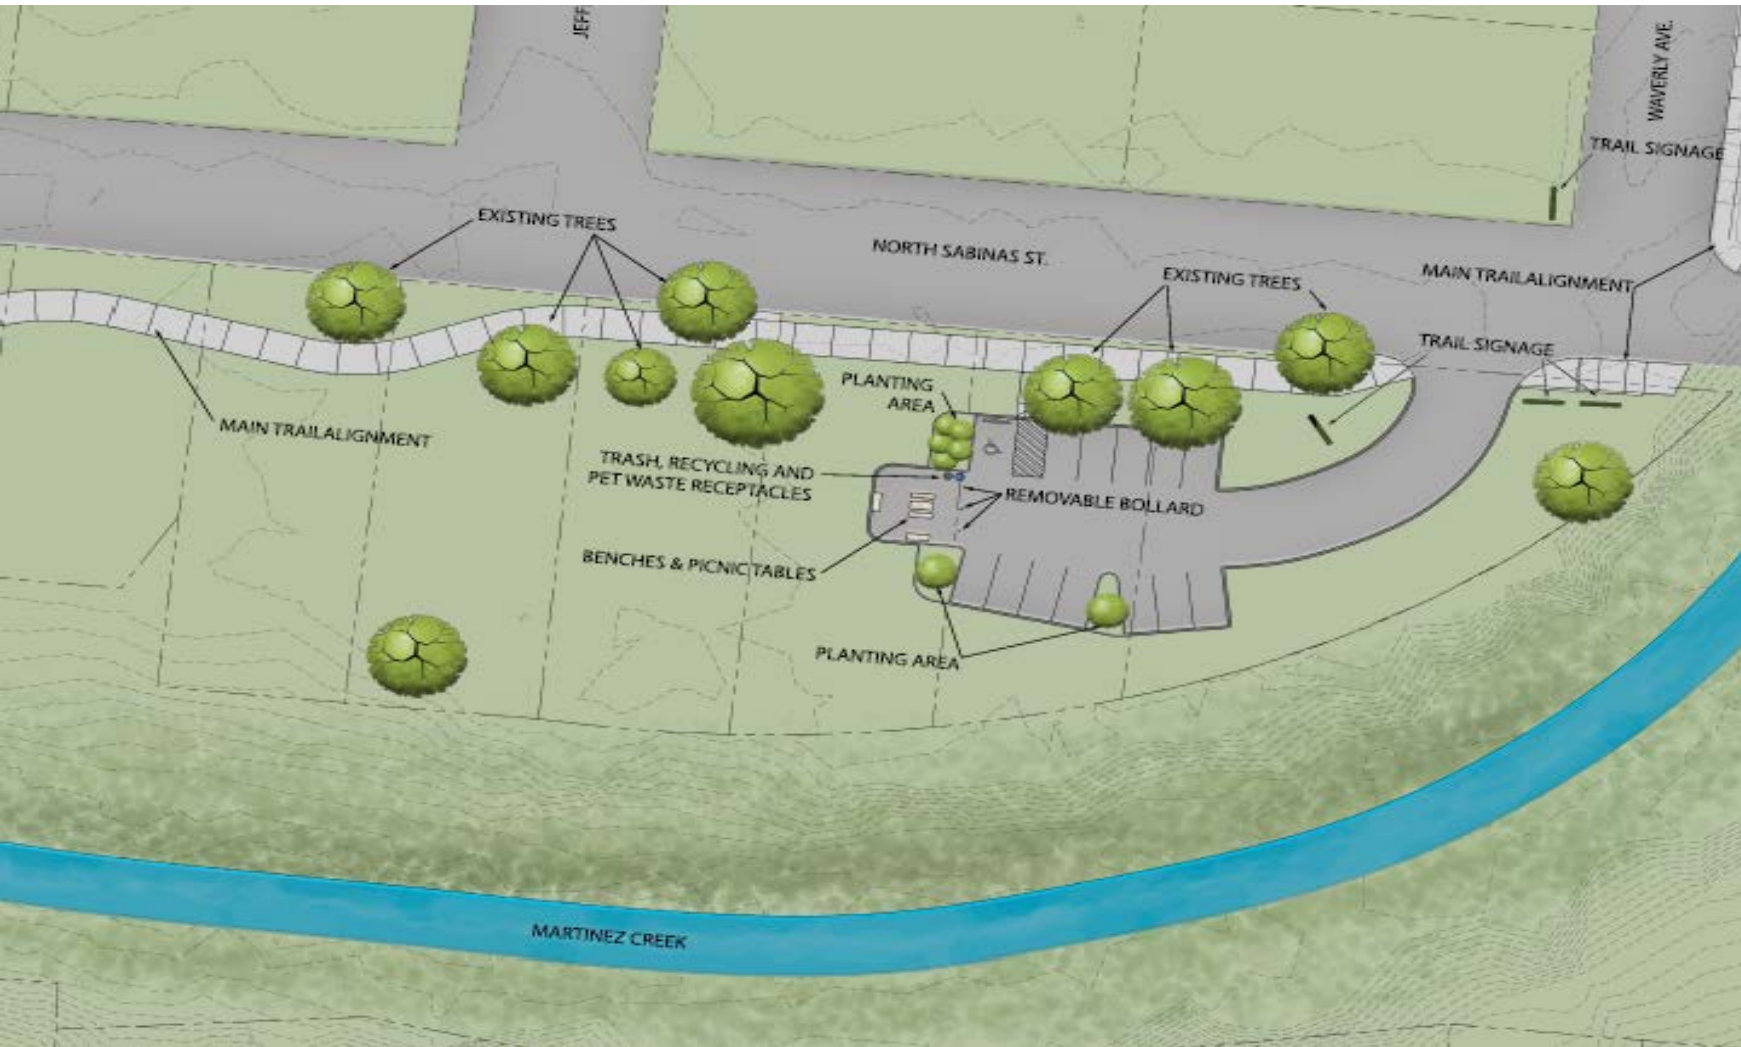 JEFF
WAVERLY AVE.
TRAIL SIGNAGE
EXISTING TREES
NORTH SABINAS ST.
EXISTING TREES
MAIN TRAILALIGNMENT
TRAIL SIGNAGE
PLANTING
AREA
MAIN TRAILALIGNMENT
TRASH, RECYCLING AND
PET WASTE RECEPTACLES
REMOVABLE BOLLARD
BENCHES & PICNIC TABLES
PLANTING AREA
MARTINEZ CREEK